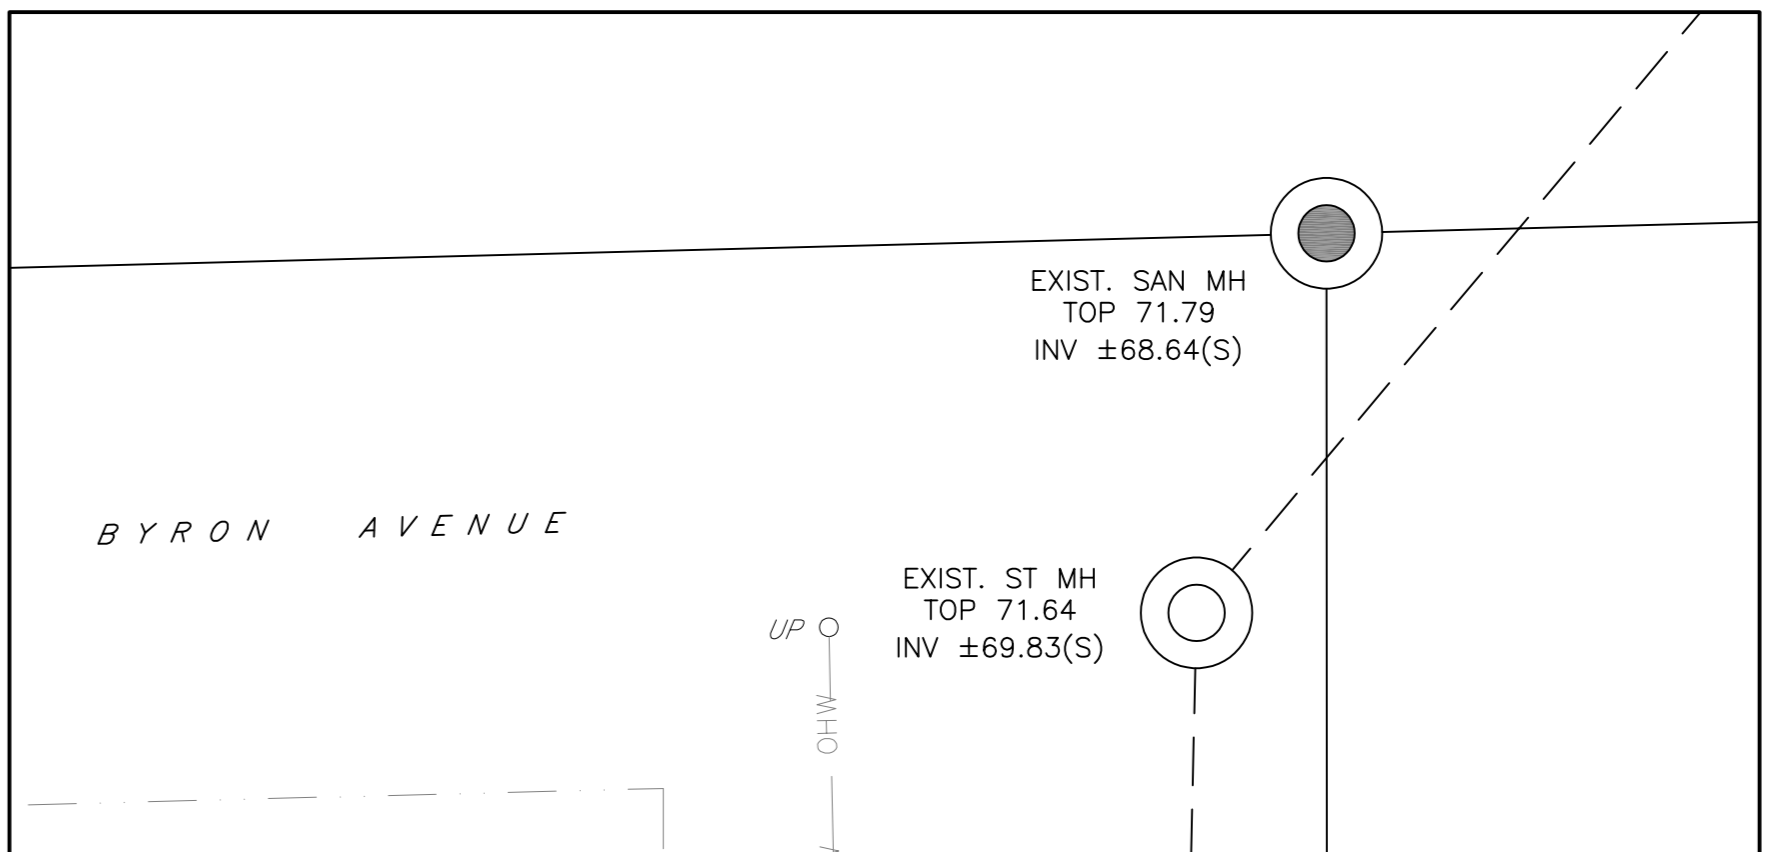 EXIST. SAN MH
TOP 71.79
INV ±68.64(S)
BYRON AVENUE
EXIST. ST MH
TOP 71.64
INV ±69.83(S)
UP
OHW